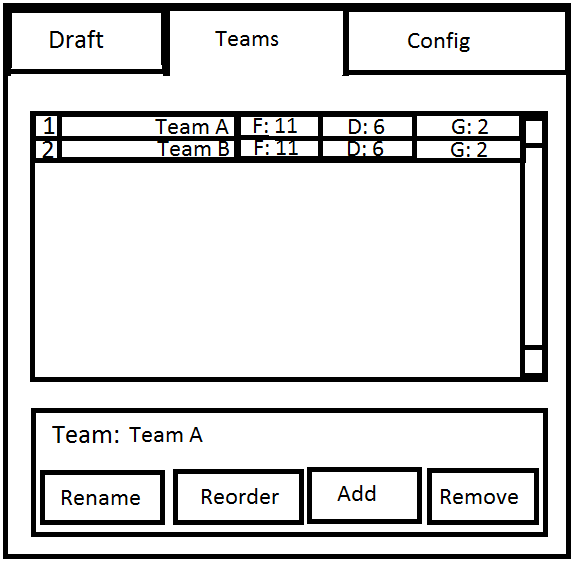 Draft Teams Config
1 Team A F: 11 D: 6 G: 2
2 Team B F: 11 D: 6 G: 2
Team: Team A
Rename Reorder Add Remove